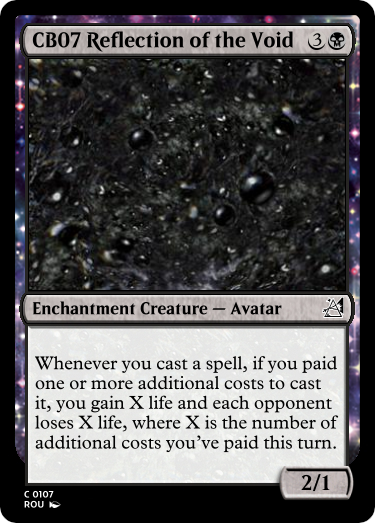 CB07 Reflection of the Void 3
Enchantment Creature — Avatar
Whenever you cast a spell, if you paid
one or more additional costs to cast
it, you gain X life and each opponent
loses X life, where X is the number of
additional costs you've paid this turn.
2/1
C 0107
ROU